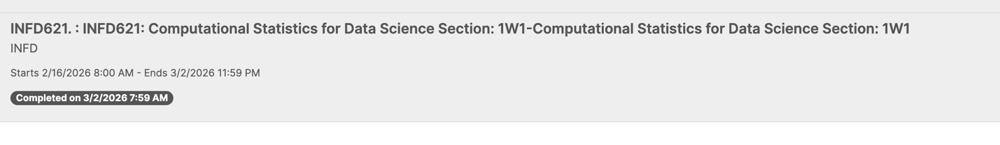 INFD621. : INFD621: Computational Statistics for Data Science Section: 1W1-Computational Statistics for Data Science Section: 1W1
INFD
Starts 2/16/2026 8:00 AM - Ends 3/2/2026 11:59 PM
Completed on 3/2/2026 7:59 AM